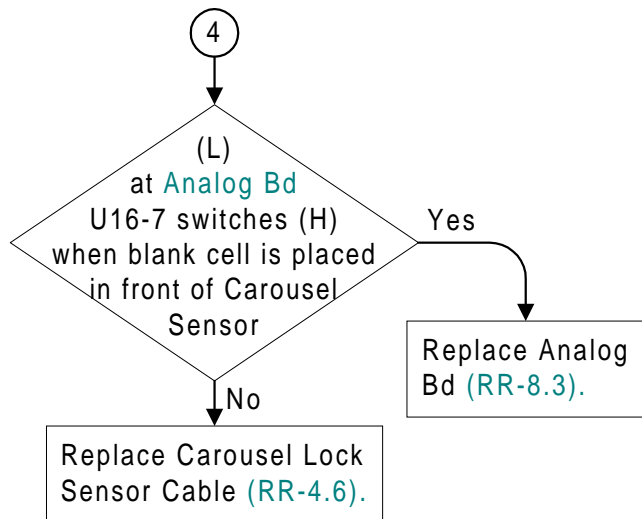 4
(L)
at Analog Bd
U16-7 switches (H)
when blank cell is placed
in front of Carousel
Sensor
Yes
Replace Analog
Bd (RR-8.3).
No
Replace Carousel Lock
Sensor Cable (RR-4.6).